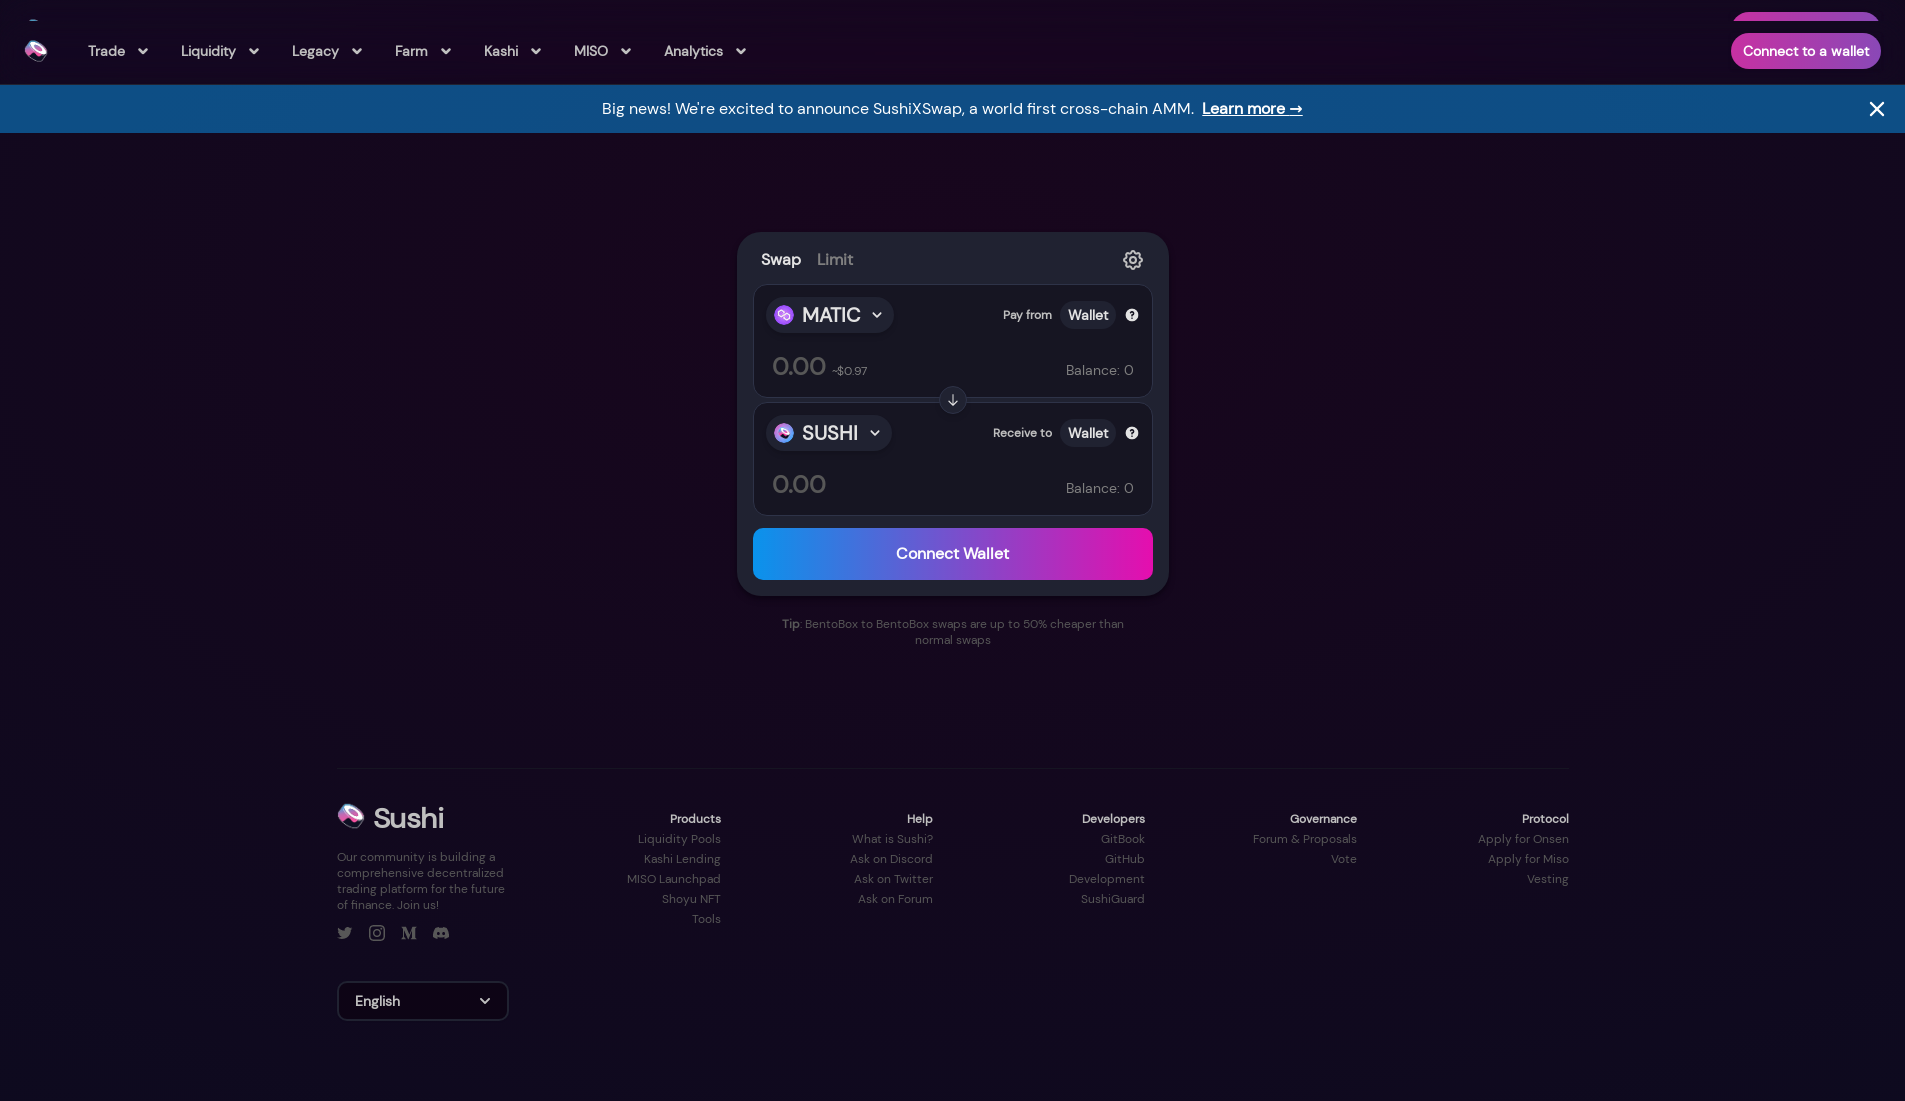 Trade
Liquidity
Legacy
Farm
Kashi
MISO
Analytics
Connect to a wallet
Big news! We're excited to announce SushiXSwap, a world first cross-chain AMM. Learn more →
Swap
Limit
MATIC
Pay from
Wallet
0.00
~$0.97
Balance: 0
SUSHI
Receive to
Wallet
0.00
Balance: 0
Connect Wallet
Tip: BentoBox to BentoBox swaps are up to 50% cheaper than
normal swaps
Sushi
Our community is building a
comprehensive decentralized
trading platform for the future
of finance. Join us!
English
Products
Liquidity Pools
Kashi Lending
MISO Launchpad
Shoyu NFT
Tools
Help
What is Sushi?
Ask on Discord
Ask on Twitter
Ask on Forum
Developers
GitBook
GitHub
Development
SushiGuard
Governance
Forum & Proposals
Vote
Protocol
Apply for Onsen
Apply for Miso
Vesting